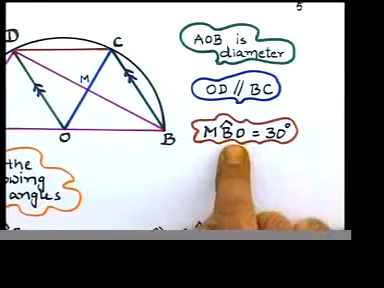 5
D
C
M
O
B
AOB is
diameter
OD // BC
MB̂O = 30°
the
owing
angles